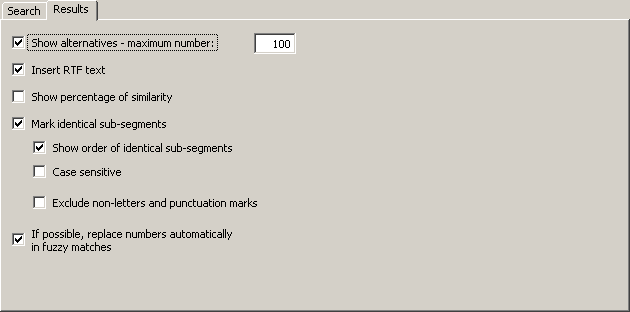 Search Results
Show alternatives - maximum number: 100
Insert RTF text
Show percentage of similarity
Mark identical sub-segments
Show order of identical sub-segments
Case sensitive
Exclude non-letters and punctuation marks
If possible, replace numbers automatically
in fuzzy matches